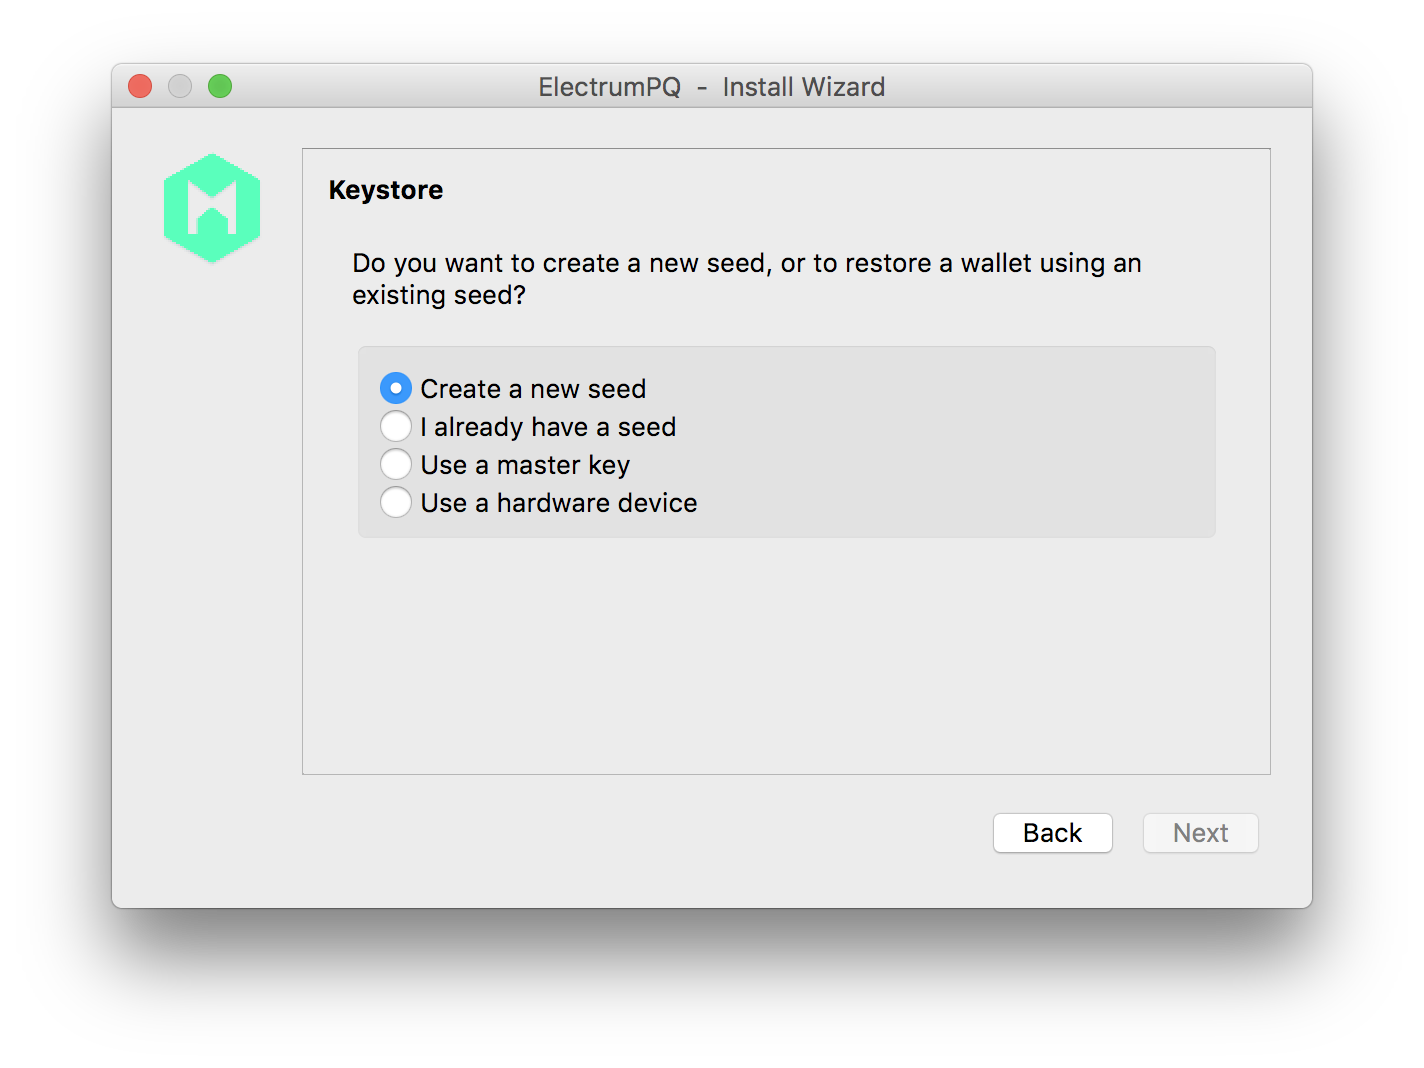 ElectrumPQ - Install Wizard
Keystore
Do you want to create a new seed, or to restore a wallet using an
existing seed?
Create a new seed
I already have a seed
Use a master key
Use a hardware device
Back
Next